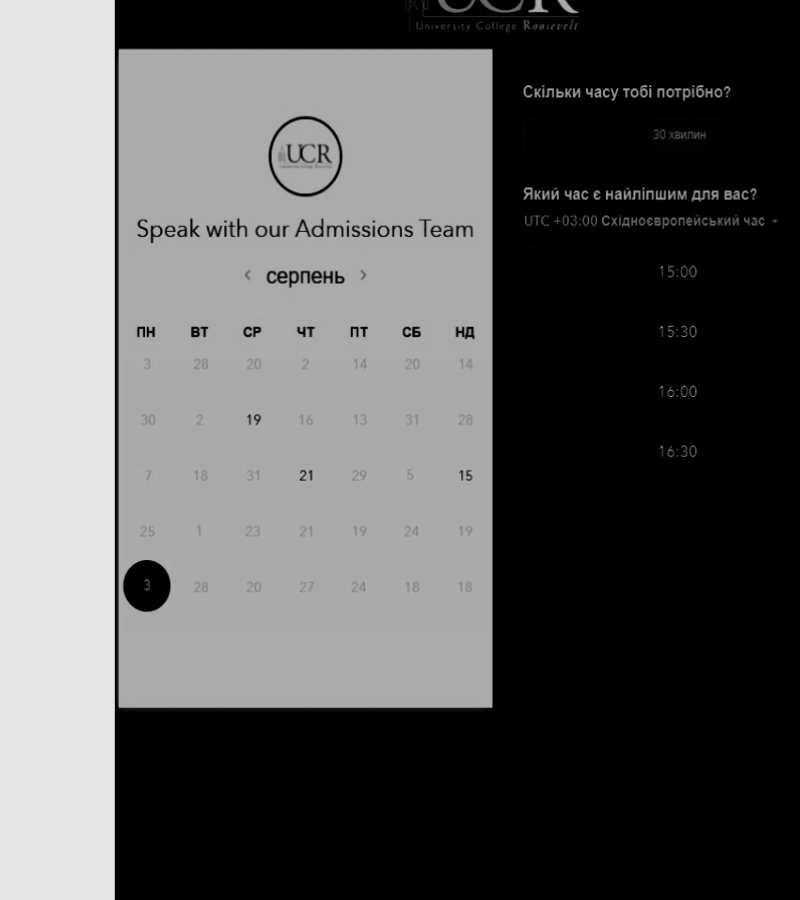 UCR
University College Roosevelt
UCR
Speak with our Admissions Team
‹ серпень ›
ПН ВТ СР ЧТ ПТ СБ НД
3 28 20 2 14 20 14
30 2 19 16 13 31 28
7 18 31 21 29 5 15
25 1 23 21 19 24 19
3 28 20 27 24 18 18
Скільки часу тобі потрібно?
30 хвилин
Який час є найліпшим для вас?
UTC +03:00 Східноєвропейський час
15:00
15:30
16:00
16:30